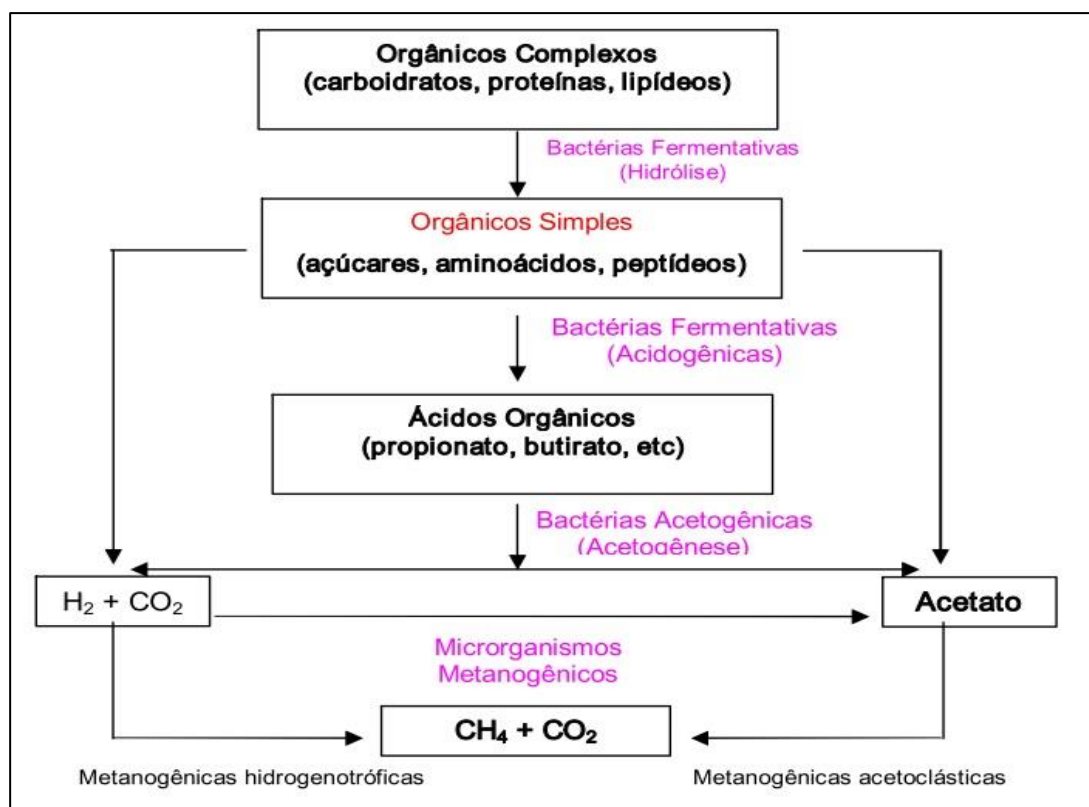 Orgânicos Complexos
(carboidratos, proteínas, lipídeos)
Bactérias Fermentativas
(Hidrólise)
Orgânicos Simples
(açúcares, aminoácidos, peptídeos)
Bactérias Fermentativas
(Acidogênicas)
Ácidos Orgânicos
(propionato, butirato, etc)
Bactérias Acetogênicas
(Acetogênese)
H₂ + CO₂
Acetato
Microrganismos
Metanogênicos
CH₄ + CO₂
Metanogênicas hidrogenotróficas
Metanogênicas acetoclásticas